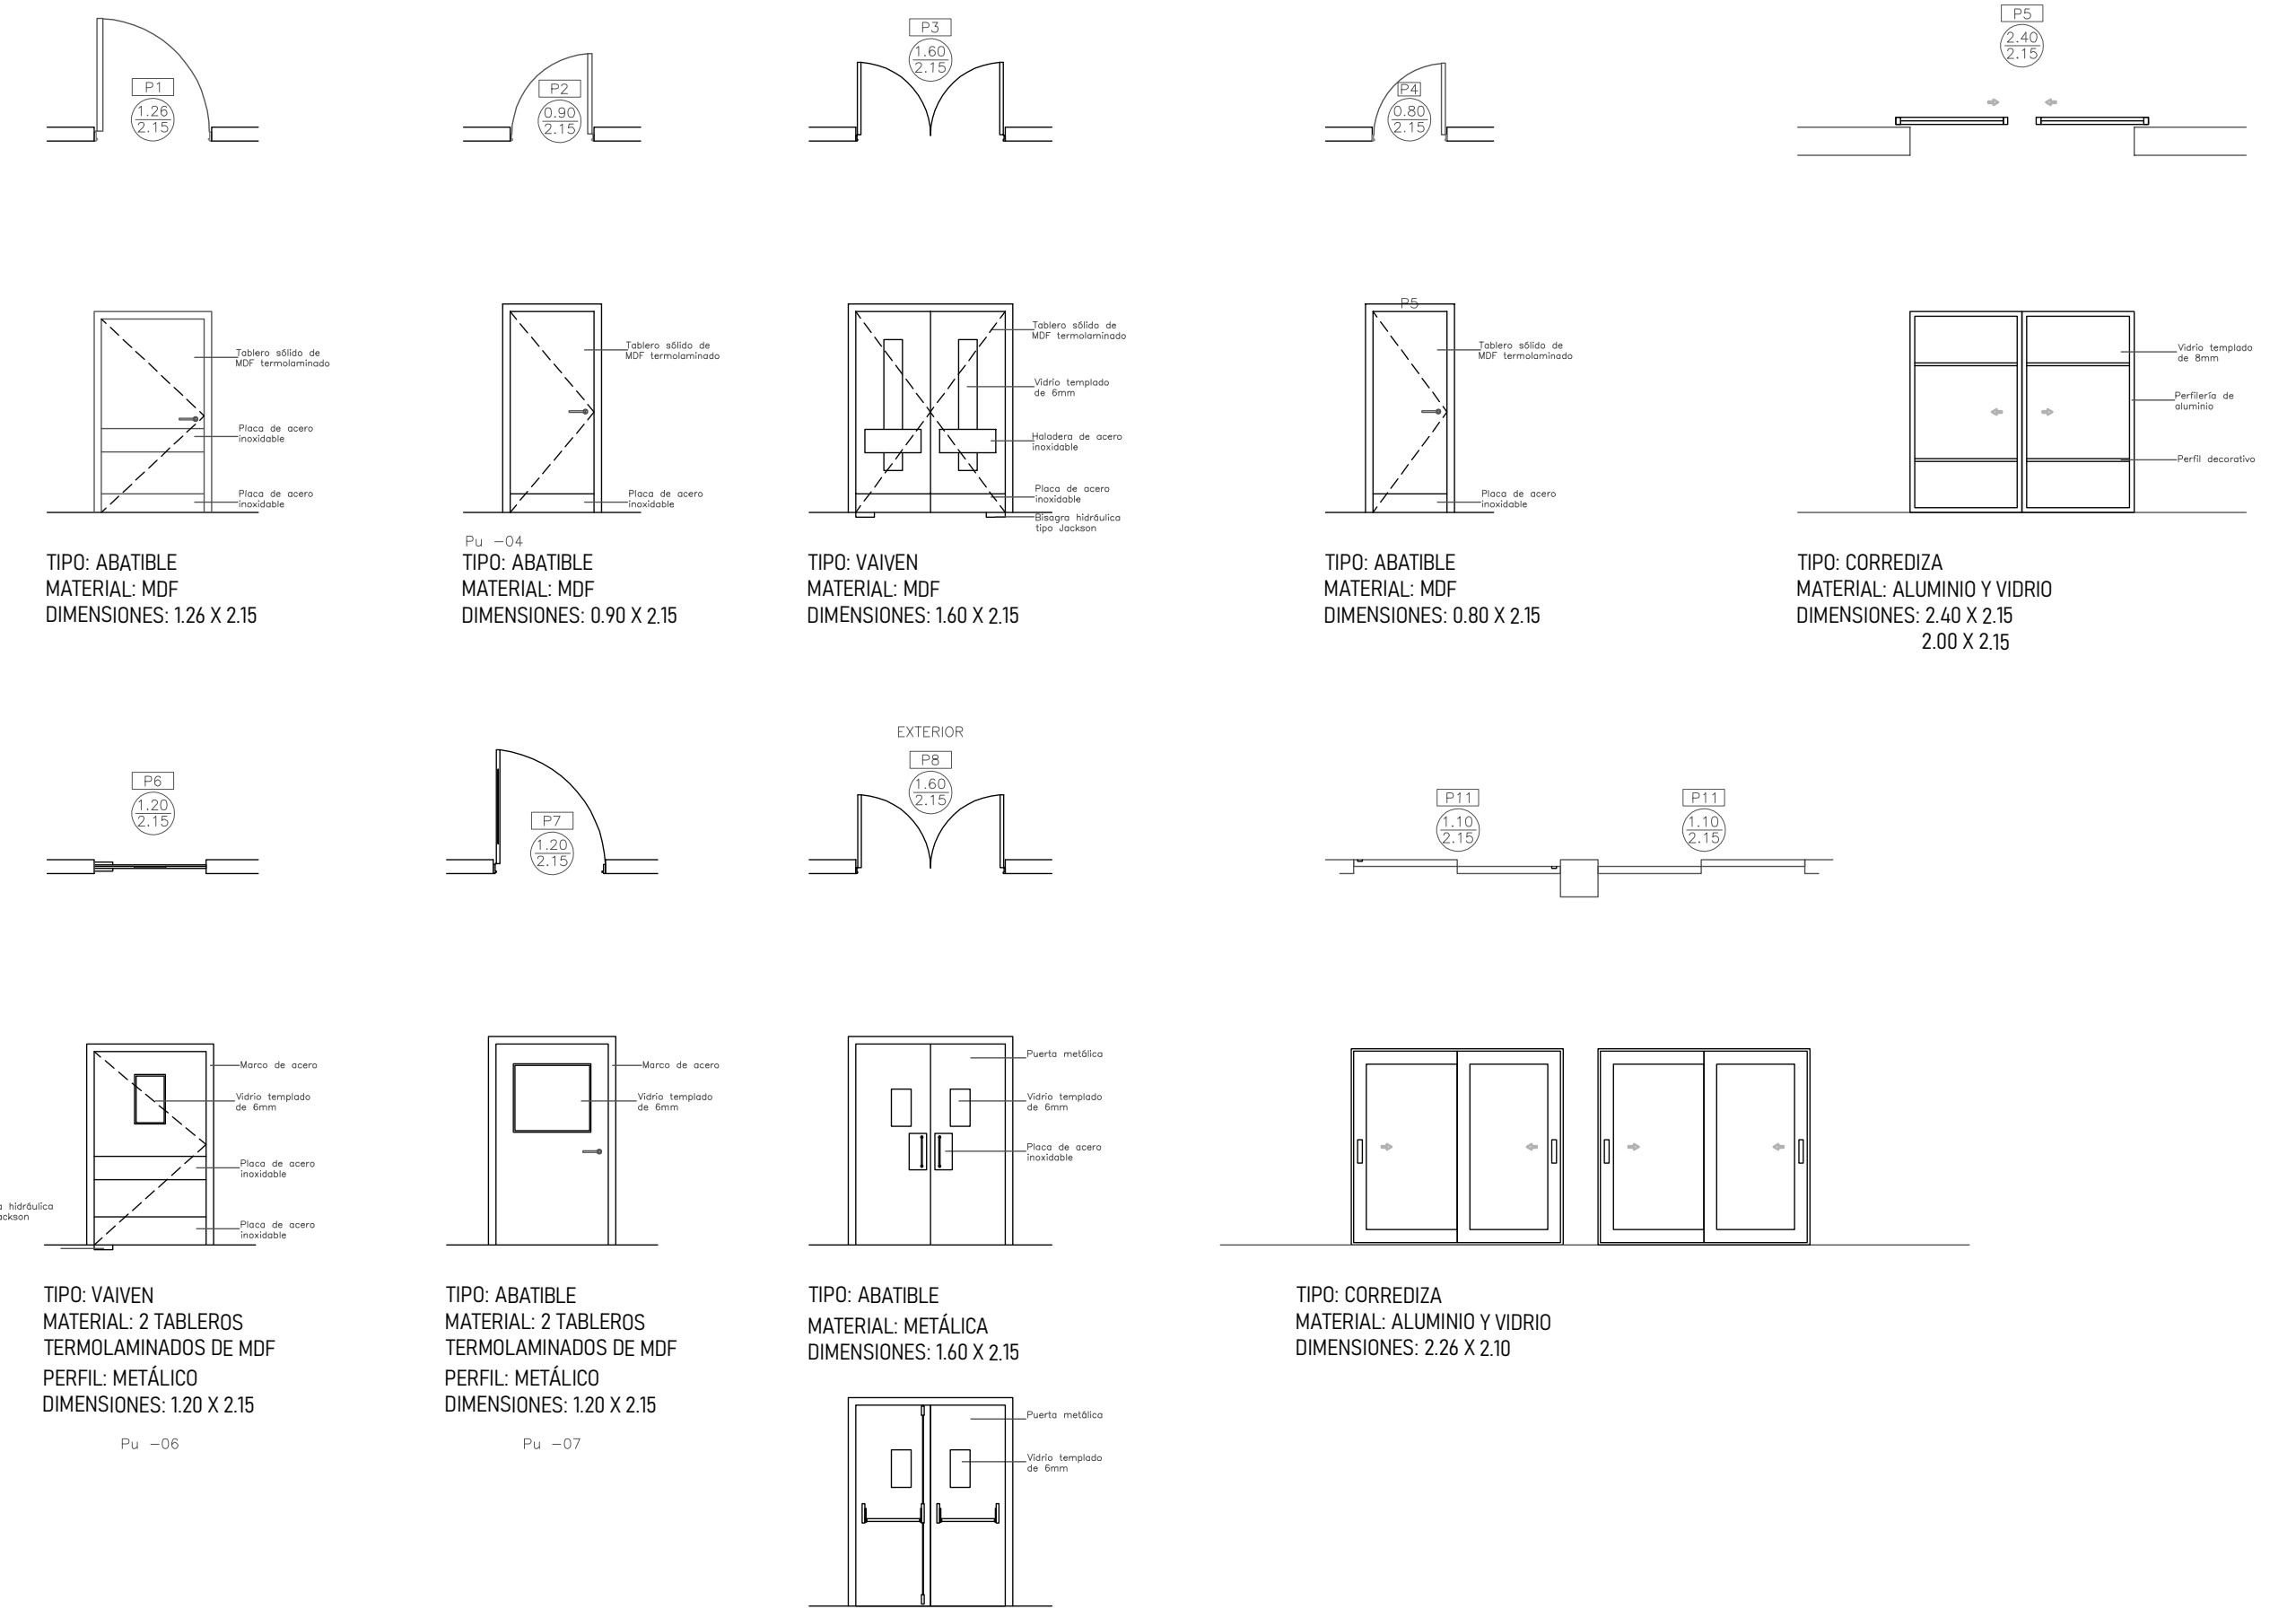 P1
1.26
2.15
P2
0.90
2.15
P3
1.60
2.15
P4
0.80
2.15
P5
2.40
2.15
Tablero sólido de
MDF termolaminado
Placa de acero
inoxidable
Placa de acero
inoxidable
TIPO: ABATIBLE
MATERIAL: MDF
DIMENSIONES: 1.26 X 2.15
Tablero sólido de
MDF termolaminado
Placa de acero
inoxidable
Pu -04
TIPO: ABATIBLE
MATERIAL: MDF
DIMENSIONES: 0.90 X 2.15
Tablero sólido de
MDF termolaminado
Vidrio templado
de 6mm
Haladera de acero
inoxidable
Placa de acero
inoxidable
Bisagra hidráulica
tipo Jackson
TIPO: VAIVEN
MATERIAL: MDF
DIMENSIONES: 1.60 X 2.15
P5
Tablero sólido de
MDF termolaminado
Placa de acero
inoxidable
TIPO: ABATIBLE
MATERIAL: MDF
DIMENSIONES: 0.80 X 2.15
Vidrio templado
de 8mm
Perfilería de
aluminio
Perfil decorativo
TIPO: CORREDIZA
MATERIAL: ALUMINIO Y VIDRIO
DIMENSIONES: 2.40 X 2.15
2.00 X 2.15
P6
1.20
2.15
P7
1.20
2.15
EXTERIOR
P8
1.60
2.15
P11
1.10
2.15
P11
1.10
2.15
Marco de acero
Vidrio templado
de 6mm
Placa de acero
inoxidable
a hidráulica
ackson
Placa de acero
inoxidable
TIPO: VAIVEN
MATERIAL: 2 TABLEROS
TERMOLAMINADOS DE MDF
PERFIL: METÁLICO
DIMENSIONES: 1.20 X 2.15
Pu -06
Marco de acero
Vidrio templado
de 6mm
TIPO: ABATIBLE
MATERIAL: 2 TABLEROS
TERMOLAMINADOS DE MDF
PERFIL: METÁLICO
DIMENSIONES: 1.20 X 2.15
Pu -07
Puerta metálica
Vidrio templado
de 6mm
Placa de acero
inoxidable
TIPO: ABATIBLE
MATERIAL: METÁLICA
DIMENSIONES: 1.60 X 2.15
Puerta metálica
Vidrio templado
de 6mm
TIPO: CORREDIZA
MATERIAL: ALUMINIO Y VIDRIO
DIMENSIONES: 2.26 X 2.10